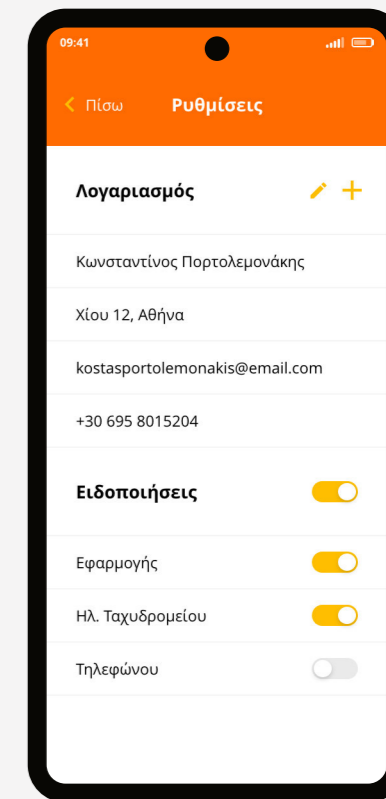 09:41
Πίσω Ρυθμίσεις
Λογαριασμός
Κωνσταντίνος Πορτολεμονάκης
Χίου 12, Αθήνα
kostasportolemonakis@email.com
+30 695 8015204
Ειδοποιήσεις
Εφαρμογής
Ηλ. Ταχυδρομείου
Τηλεφώνου